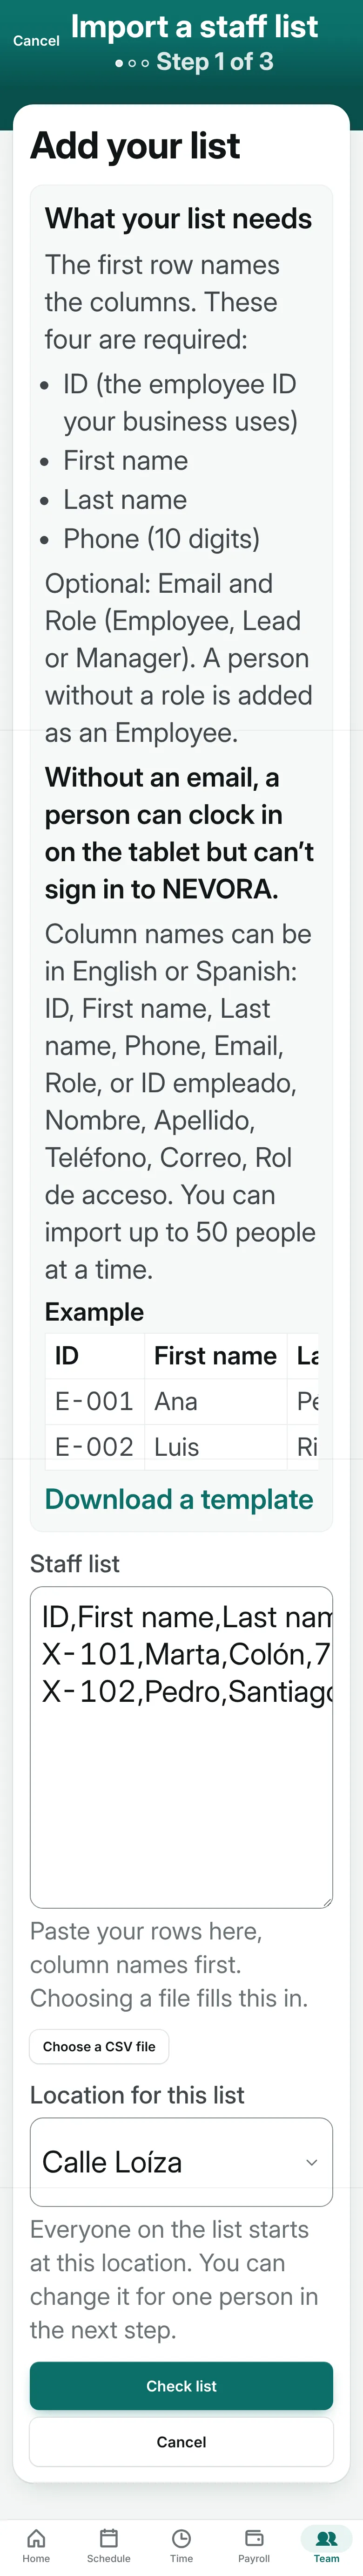 Cancel
Import a staff list
Step 1 of 3
Add your list
What your list needs
The first row names
the columns. These
four are required:
• ID (the employee ID
your business uses)
• First name
• Last name
• Phone (10 digits)
Optional: Email and
Role (Employee, Lead
or Manager). A person
without a role is added
as an Employee.
Without an email, a
person can clock in
on the tablet but can’t
sign in to NEVORA.
Column names can be
in English or Spanish:
ID, First name, Last
name, Phone, Email,
Role, or ID empleado,
Nombre, Apellido,
Teléfono, Correo, Rol
de acceso. You can
import up to 50 people
at a time.
Example
ID First name La
E-001 Ana Pe
E-002 Luis Ri
Download a template
Staff list
ID,First name,Last nam
X-101,Marta,Colón,7
X-102,Pedro,Santiago
Paste your rows here,
column names first.
Choosing a file fills this in.
Choose a CSV file
Location for this list
Calle Loíza
Everyone on the list starts
at this location. You can
change it for one person in
the next step.
Check list
Cancel
Home Schedule Time Payroll Team